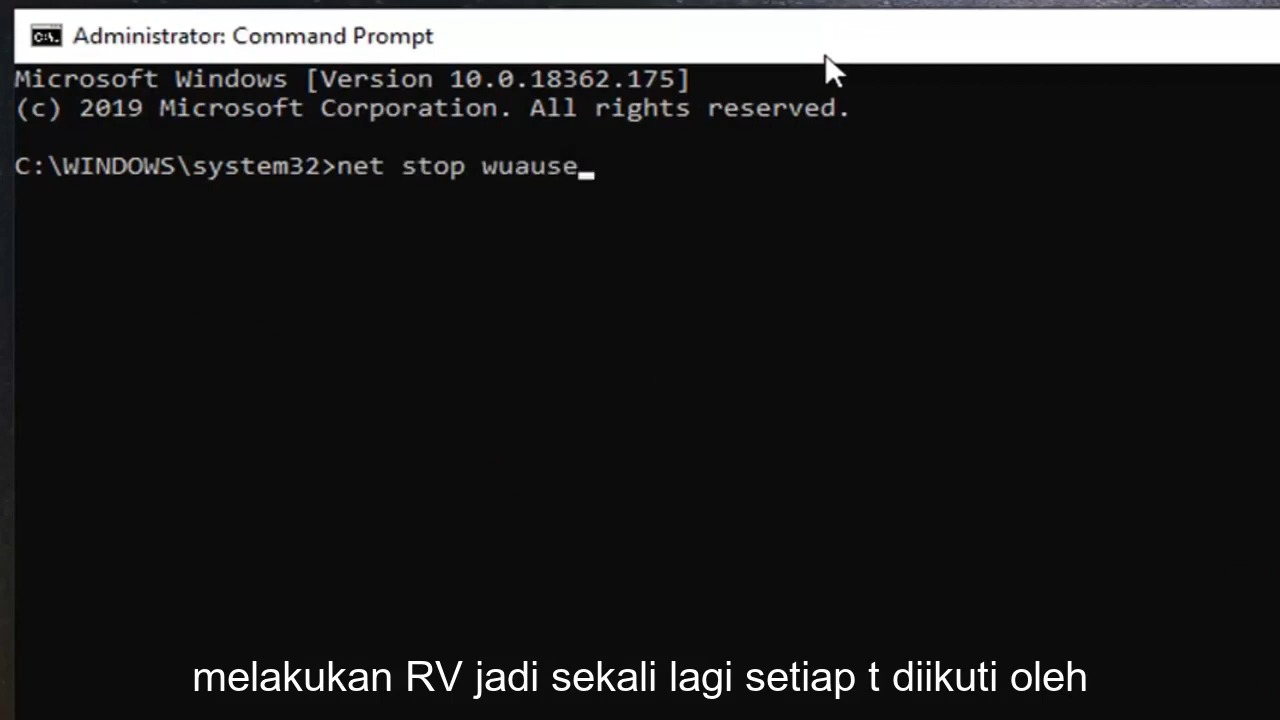 Administrator: Command Prompt
Microsoft Windows [Version 10.0.18362.175]
(c) 2019 Microsoft Corporation. All rights reserved.
C:\WINDOWS\system32>net stop wuause_
melakukan RV jadi sekali lagi setiap t diikuti oleh